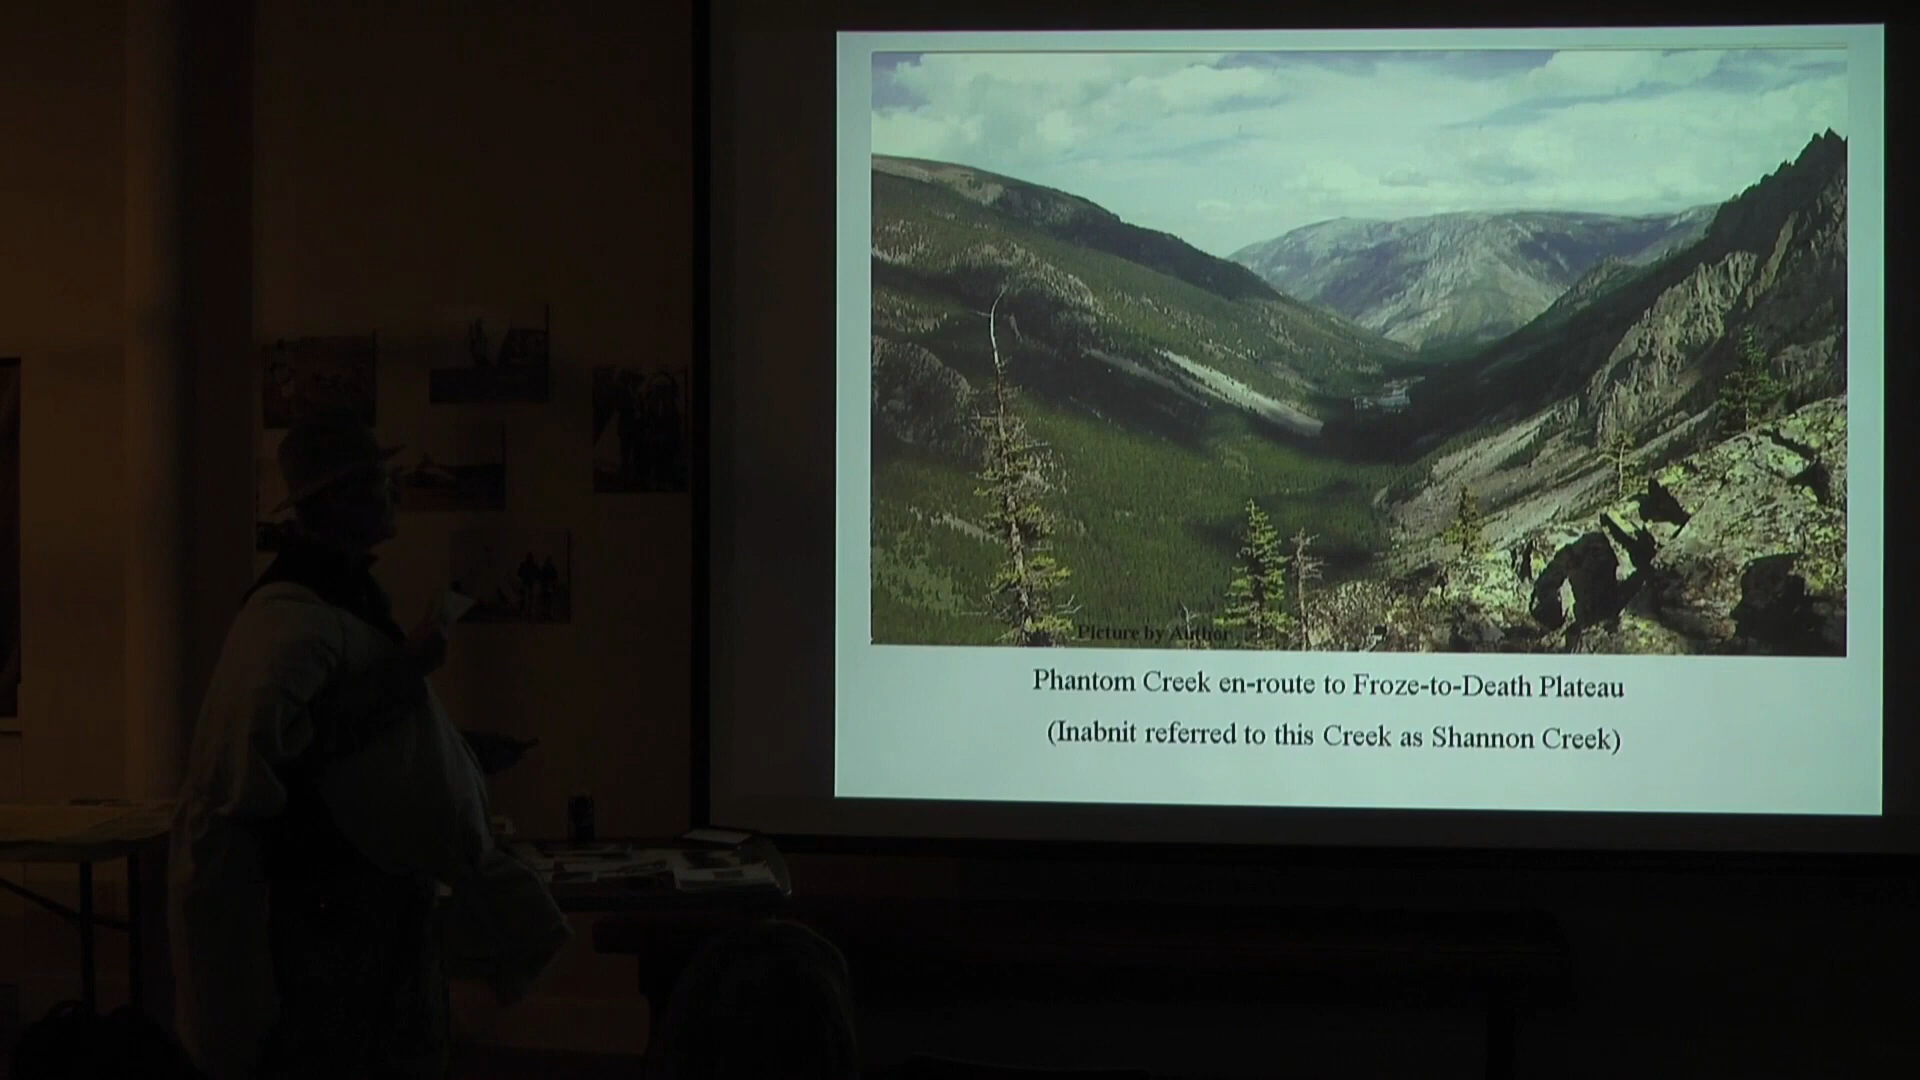 Picture by Author
Phantom Creek en-route to Froze-to-Death Plateau
(Inabnit referred to this Creek as Shannon Creek)